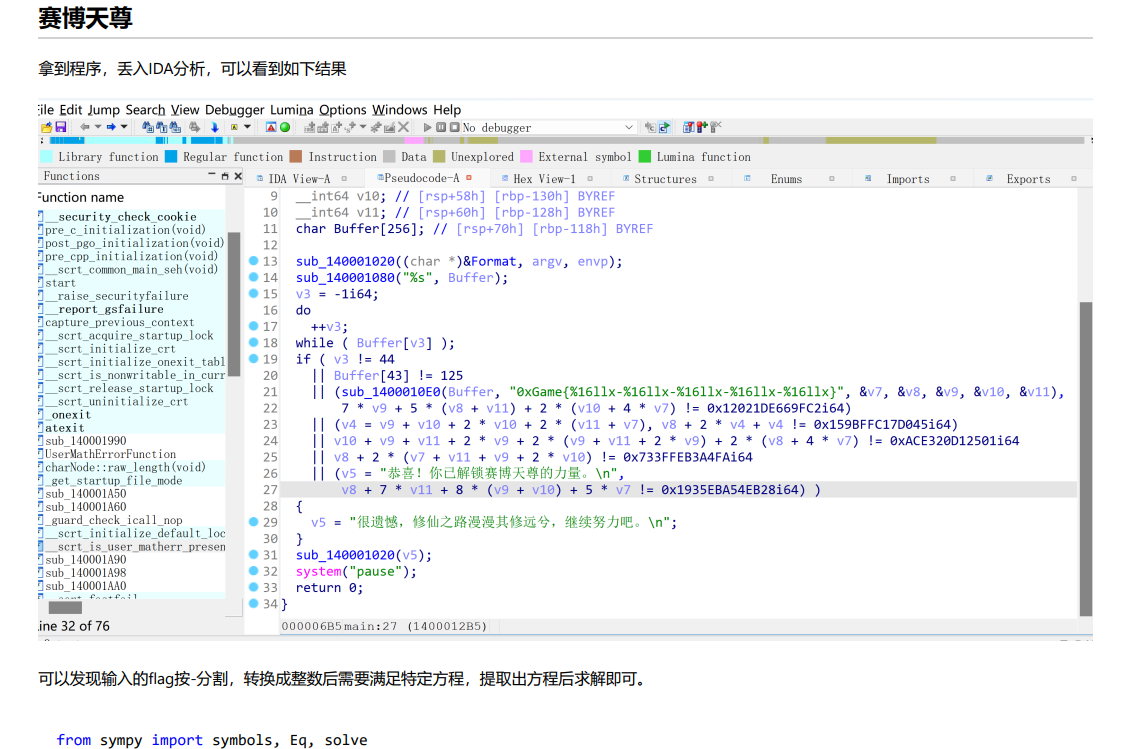 赛博天尊
拿到程序，丢入IDA分析，可以看到如下结果
ile Edit Jump Search View Debugger Lumina Options Windows Help
No debugger
Library function Regular function Instruction Data Unexplored External symbol Lumina function
Functions
IDA View-A Pseudocode-A Hex View-1 Structures Enums Imports Exports
unction name
__security_check_cookie
pre_c_initialization(void)
post_pgo_initialization(void)
pre_cpp_initialization(void)
__scrt_common_main_seh(void)
start
__raise_securityfailure
__report_gsfailure
capture_previous_context
__scrt_acquire_startup_lock
__scrt_initialize_crt
__scrt_initialize_onexit_tabl
__scrt_is_nonwritable_in_curr
__scrt_release_startup_lock
__scrt_uninitialize_crt
_onexit
atexit
sub_140001990
UserMathErrorFunction
charNode::raw_length(void)
_get_startup_file_mode
sub_140001A50
sub_140001A60
_guard_check_icall_nop
__scrt_initialize_default_loc
__scrt_is_user_matherr_presen
sub_140001A90
sub_140001A98
sub_140001AA0
ine 32 of 76
9 __int64 v10; // [rsp+58h] [rbp-130h] BYREF
10 __int64 v11; // [rsp+60h] [rbp-128h] BYREF
11 char Buffer[256]; // [rsp+70h] [rbp-118h] BYREF
12
13 sub_140001020((char *)&Format, argv, envp);
14 sub_140001080("%s", Buffer);
15 v3 = -1i64;
16 do
17 ++v3;
18 while ( Buffer[v3] );
19 if ( v3 != 44
20 || Buffer[43] != 125
21 || (sub_1400010E0(Buffer, "0xGame{%16llx-%16llx-%16llx-%16llx-%16llx}", &v7, &v8, &v9, &v10, &v11),
22 7 * v9 + 5 * (v8 + v11) + 2 * (v10 + 4 * v7) != 0x12021DE669FC2i64)
23 || (v4 = v9 + v10 + 2 * v10 + 2 * (v11 + v7), v8 + 2 * v4 + v4 != 0x159BFFC17D045i64)
24 || v10 + v9 + v11 + 2 * v9 + 2 * (v9 + v11 + 2 * v9) + 2 * (v8 + 4 * v7) != 0xACE320D12501i64
25 || v8 + 2 * (v7 + v11 + v9 + 2 * v10) != 0x733FFEB3A4FAi64
26 || (v5 = "恭喜！你已解锁赛博天尊的力量。\n",
27 v8 + 7 * v11 + 8 * (v9 + v10) + 5 * v7 != 0x1935EBA54EB28i64) )
28 {
29 v5 = "很遗憾，修仙之路漫漫其修远兮，继续努力吧。\n";
30 }
31 sub_140001020(v5);
32 system("pause");
33 return 0;
34 }
000006B5 main:27 (1400012B5)
可以发现输入的flag按-分割，转换成整数后需要满足特定方程，提取出方程后求解即可。
from sympy import symbols, Eq, solve